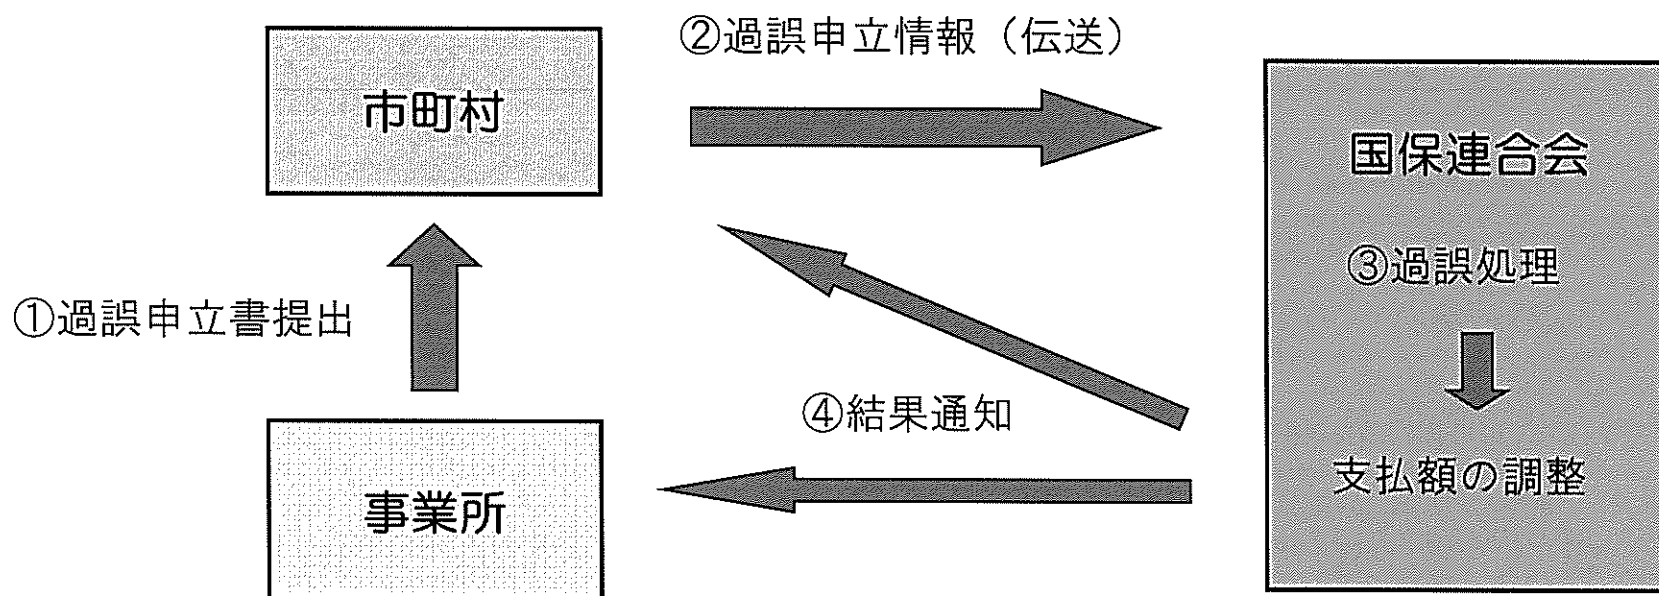 ②過誤申立情報（伝送）
市町村
国保連合会
③過誤処理
①過誤申立書提出
④結果通知
支払額の調整
事業所